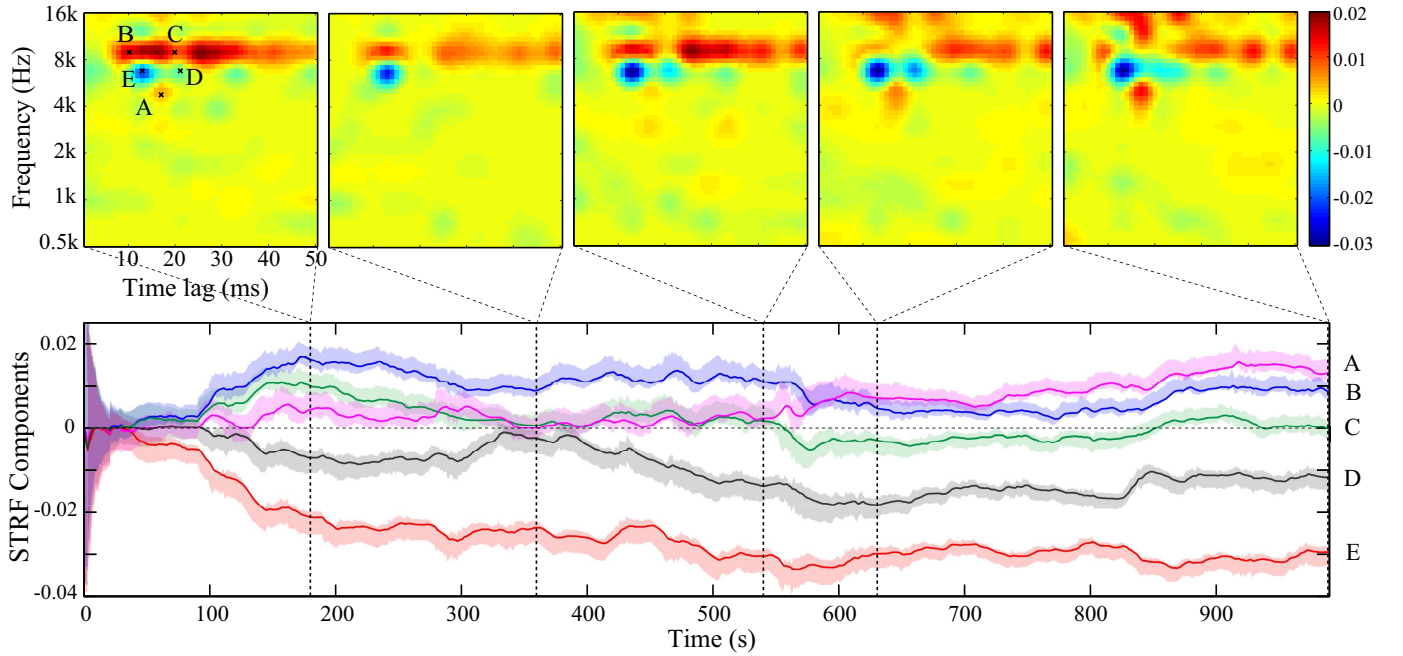 16k
8k
4k
2k
1k
0.5k
Frequency (Hz)
B
C
E
D
A
10
20
30
40
50
Time lag (ms)
0.02
0.01
0
-0.01
-0.02
-0.03
STRF Components
0.02
0
-0.02
-0.04
A
B
C
D
E
0
100
200
300
400
500
600
700
800
900
Time (s)